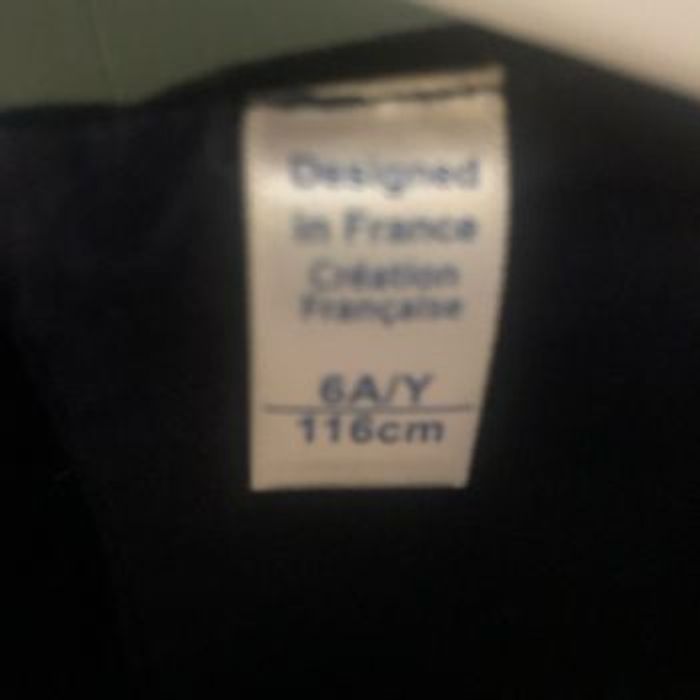 Designed
In France
Création
Française
6A/Y
116cm